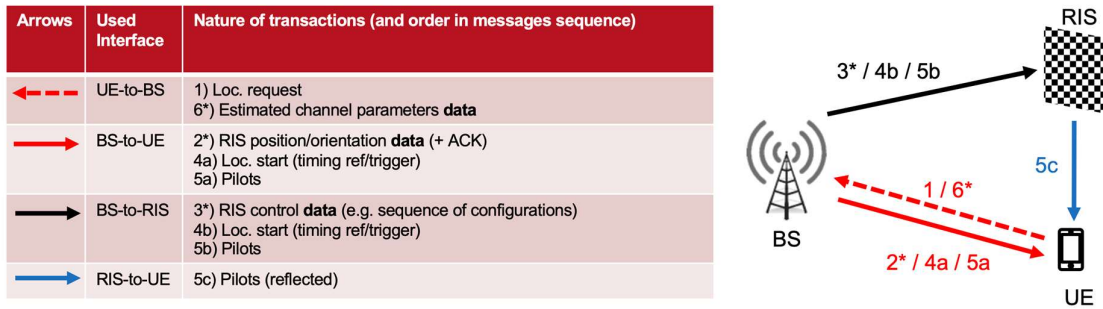 Arrows Used Interface Nature of transactions (and order in messages sequence)
UE-to-BS
1) Loc. request
6*) Estimated channel parameters data
BS-to-UE
2*) RIS position/orientation data (+ ACK)
4a) Loc. start (timing ref/trigger)
5a) Pilots
BS-to-RIS
3*) RIS control data (e.g. sequence of configurations)
4b) Loc. start (timing ref/trigger)
5b) Pilots
RIS-to-UE
5c) Pilots (reflected)
RIS
3* / 4b / 5b
5c
1 / 6*
BS
2* / 4a / 5a
UE